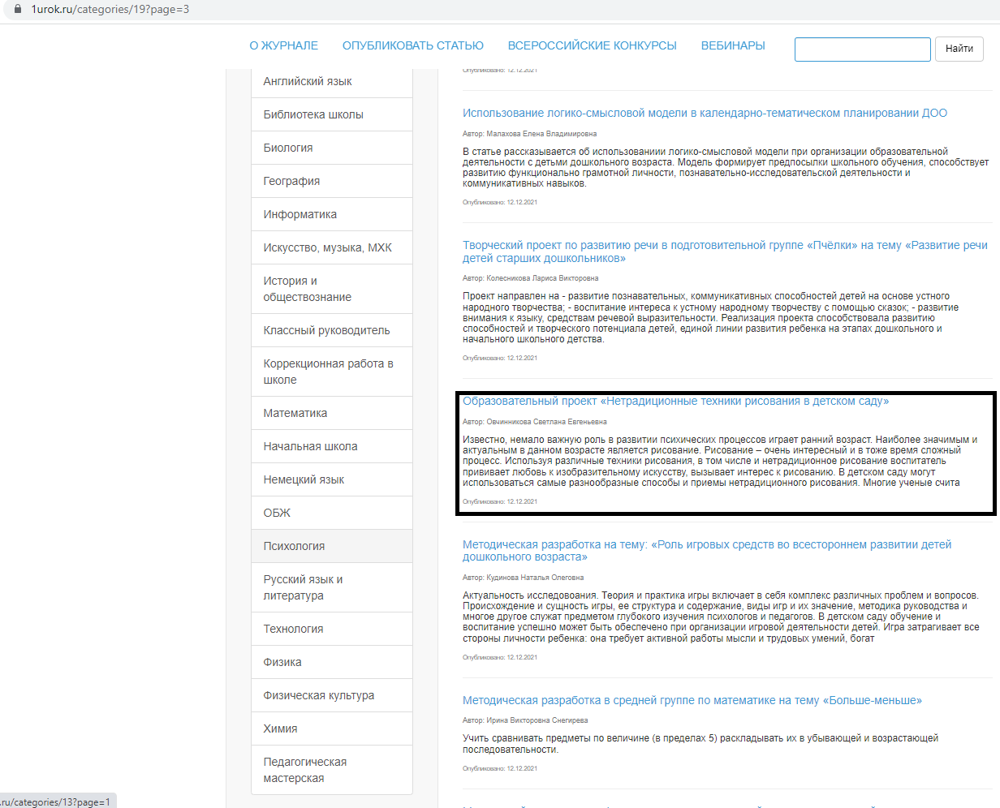 1urok.ru/categories/19?page=3
О ЖУРНАЛЕ ОПУБЛИКОВАТЬ СТАТЬЮ ВСЕРОССИЙСКИЕ КОНКУРСЫ ВЕБИНАРЫ Найти
Английский язык
Библиотека школы
Биология
География
Информатика
Искусство, музыка, МХК
История и
обществознание
Классный руководитель
Коррекционная работа в
школе
Математика
Начальная школа
Немецкий язык
ОБЖ
Психология
Русский язык и
литература
Технология
Физика
Физическая культура
Химия
Педагогическая
мастерская
Опубликовано: 12.12.2021
Использование логико-смысловой модели в календарно-тематическом планировании ДОО
Автор: Малахова Елена Владимировна
В статье рассказывается об использованиии логико-смысловой модели при организации образовательной
деятельности с детьми дошкольного возраста. Модель формирует предпосылки школьного обучения, способствует
развитию функционально грамотной личности, познавательно-исследовательской деятельности и
коммуникативных навыков.
Опубликовано: 12.12.2021
Творческий проект по развитию речи в подготовительной группе «Пчёлки» на тему «Развитие речи
детей старших дошкольников»
Автор: Колесникова Лариса Викторовна
Проект направлен на - развитие познавательных, коммуникативных способностей детей на основе устного
народного творчества; - воспитание интереса к устному народному творчеству с помощью сказок; - развитие
внимания к языку, средствам речевой выразительности. Реализация проекта способствовала развитию
способностей и творческого потенциала детей, единой линии развития ребенка на этапах дошкольного и
начального школьного детства.
Опубликовано: 12.12.2021
Образовательный проект «Нетрадиционные техники рисования в детском саду»
Автор: Овчинникова Светлана Евгеньевна
Известно, немало важную роль в развитии психических процессов играет ранний возраст. Наиболее значимым и
актуальным в данном возрасте является рисование. Рисование – очень интересный и в тоже время сложный
процесс. Используя различные техники рисования, в том числе и нетрадиционное рисование воспитатель
прививает любовь к изобразительному искусству, вызывает интерес к рисованию. В детском саду могут
использоваться самые разнообразные способы и приемы нетрадиционного рисования. Многие ученые счита
Опубликовано: 12.12.2021
Методическая разработка на тему: «Роль игровых средств во всестороннем развитии детей
дошкольного возраста»
Автор: Кудинова Наталья Олеговна
Актуальность исследовоания. Теория и практика игры включает в себя комплекс различных проблем и вопросов.
Происхождение и сущность игры, ее структура и содержание, виды игр и их значение, методика руководства и
многое другое служат предметом глубокого изучения психологов и педагогов. В детском саду обучение и
воспитание успешно может быть обеспечено при организации игровой деятельности детей. Игра затрагивает все
стороны личности ребенка: она требует активной работы мысли и трудовых умений, богат
Опубликовано: 12.12.2021
Методическая разработка в средней группе по математике на тему «Больше-меньше»
Автор: Ирина Викторовна Снегирева
Учить сравнивать предметы по величине (в пределах 5) раскладывать их в убывающей и возрастающей
последовательности.
Опубликовано: 12.12.2021
.ru/categories/13?page=1